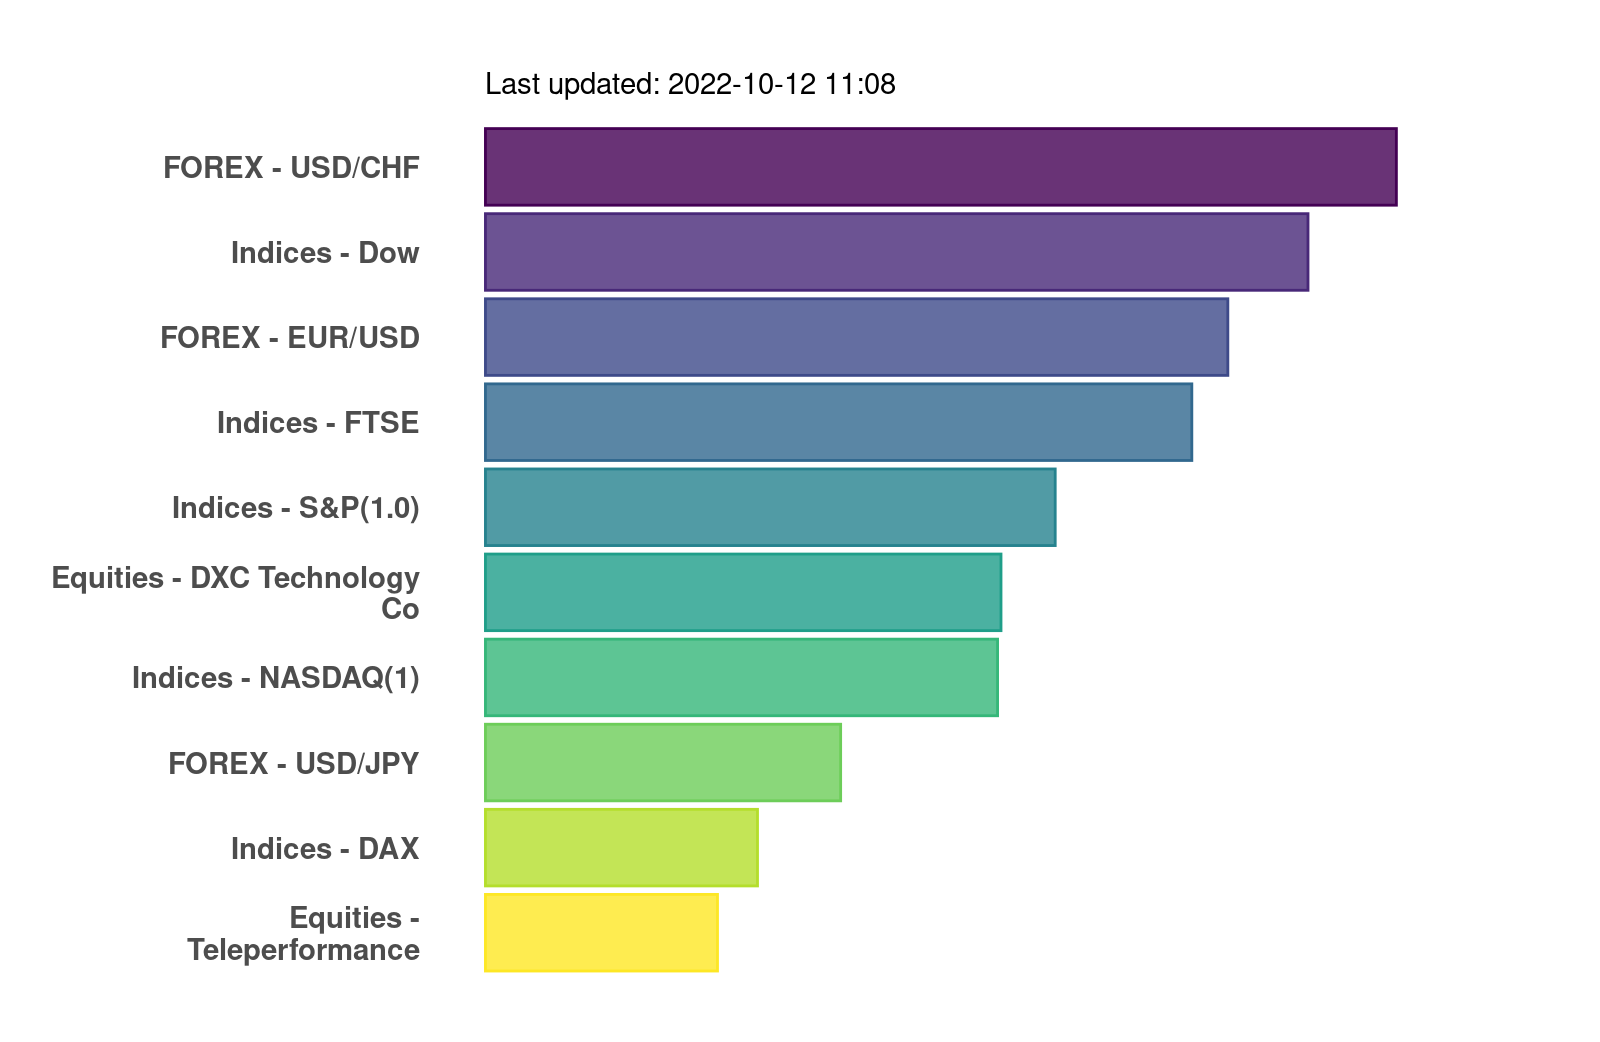 Last updated: 2022-10-12 11:08
FOREX - USD/CHF
Indices - Dow
FOREX - EUR/USD
Indices - FTSE
Indices - S&P(1.0)
Equities - DXC Technology
Co
Indices - NASDAQ(1)
FOREX - USD/JPY
Indices - DAX
Equities -
Teleperformance